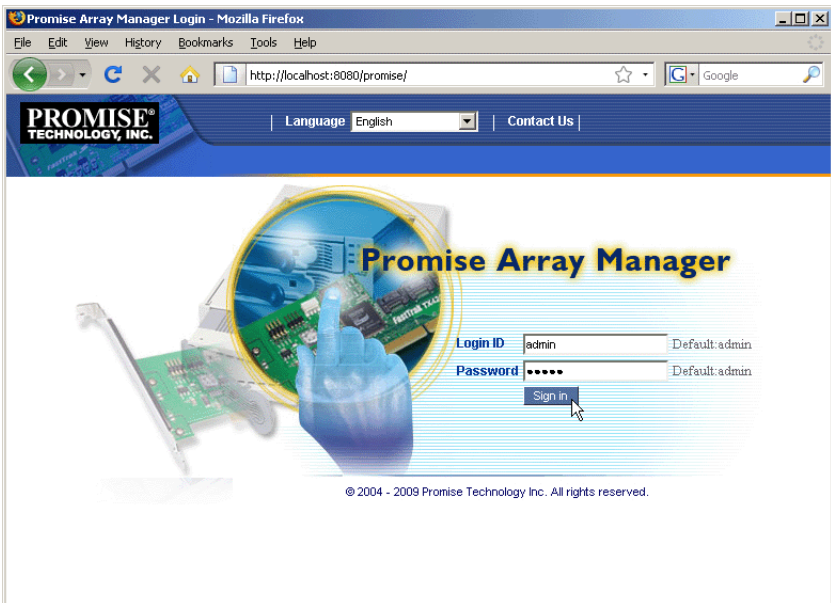 Promise Array Manager Login - Mozilla Firefox
File Edit View History Bookmarks Tools Help
http://localhost:8080/promise/
G Google
PROMISE®
TECHNOLOGY, INC.
| Language English | Contact Us |
FastTrak
Promise Array Manager
FastTrak
Login ID admin Default:admin
Password ••••• Default:admin
Sign in
© 2004 - 2009 Promise Technology Inc. All rights reserved.